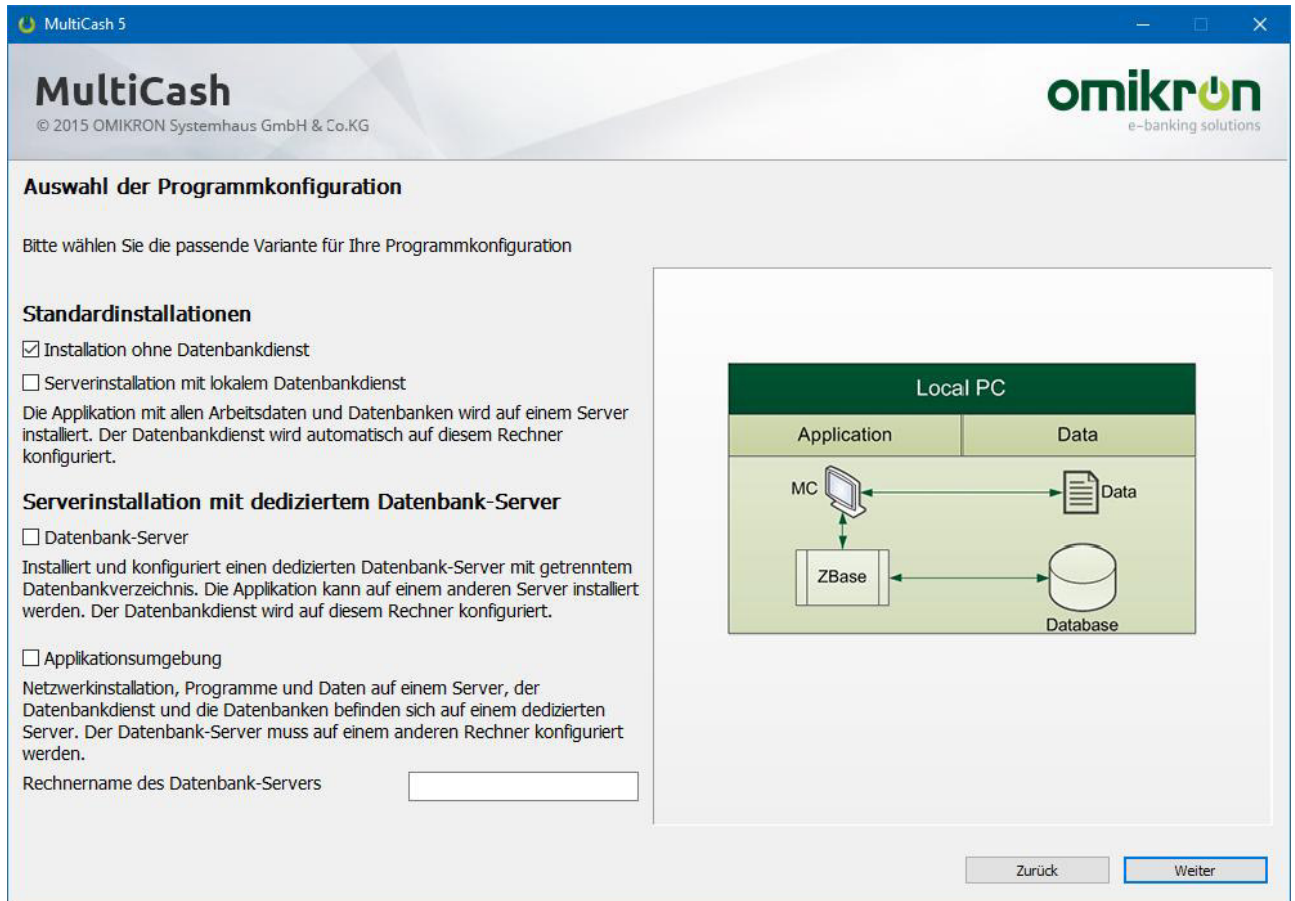 MultiCash 5
MultiCash
© 2015 OMIKRON Systemhaus GmbH & Co.KG
omikron
e-banking solutions
Auswahl der Programmkonfiguration
Bitte wählen Sie die passende Variante für Ihre Programmkonfiguration
Standardinstallationen
Installation ohne Datenbankdienst
Serverinstallation mit lokalem Datenbankdienst
Die Applikation mit allen Arbeitsdaten und Datenbanken wird auf einem Server
installiert. Der Datenbankdienst wird automatisch auf diesem Rechner
konfiguriert.
Serverinstallation mit dediziertem Datenbank-Server
Datenbank-Server
Installiert und konfiguriert einen dedizierten Datenbank-Server mit getrenntem
Datenbankverzeichnis. Die Applikation kann auf einem anderen Server installiert
werden. Der Datenbankdienst wird auf diesem Rechner konfiguriert.
Applikationsumgebung
Netzwerkinstallation, Programme und Daten auf einem Server, der
Datenbankdienst und die Datenbanken befinden sich auf einem dedizierten
Server. Der Datenbank-Server muss auf einem anderen Rechner konfiguriert
werden.
Rechnername des Datenbank-Servers
Local PC
Application
Data
MC
Data
ZBase
Database
Zurück
Weiter